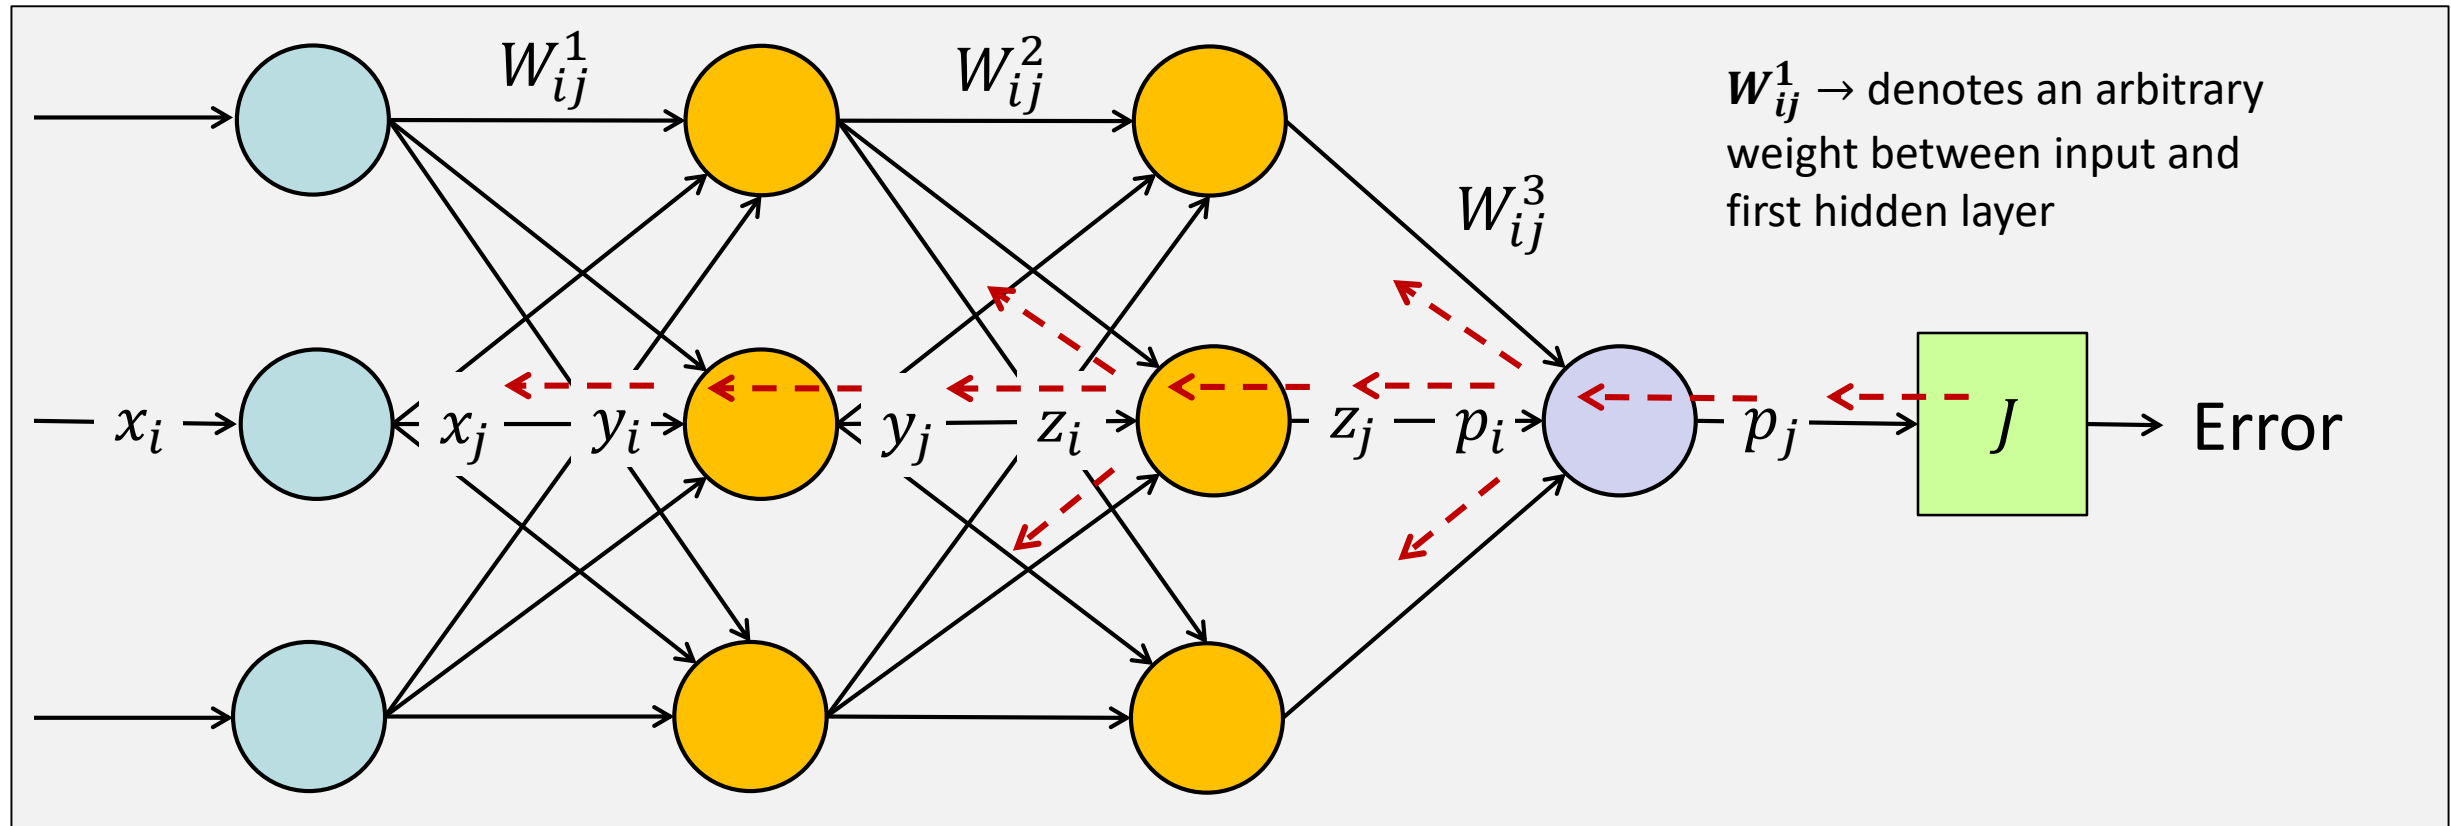 W¹ᵢⱼ
W²ᵢⱼ
W³ᵢⱼ
W¹ᵢⱼ → denotes an arbitrary
weight between input and
first hidden layer
xᵢ xⱼ yᵢ yⱼ zᵢ zⱼ pᵢ pⱼ J Error